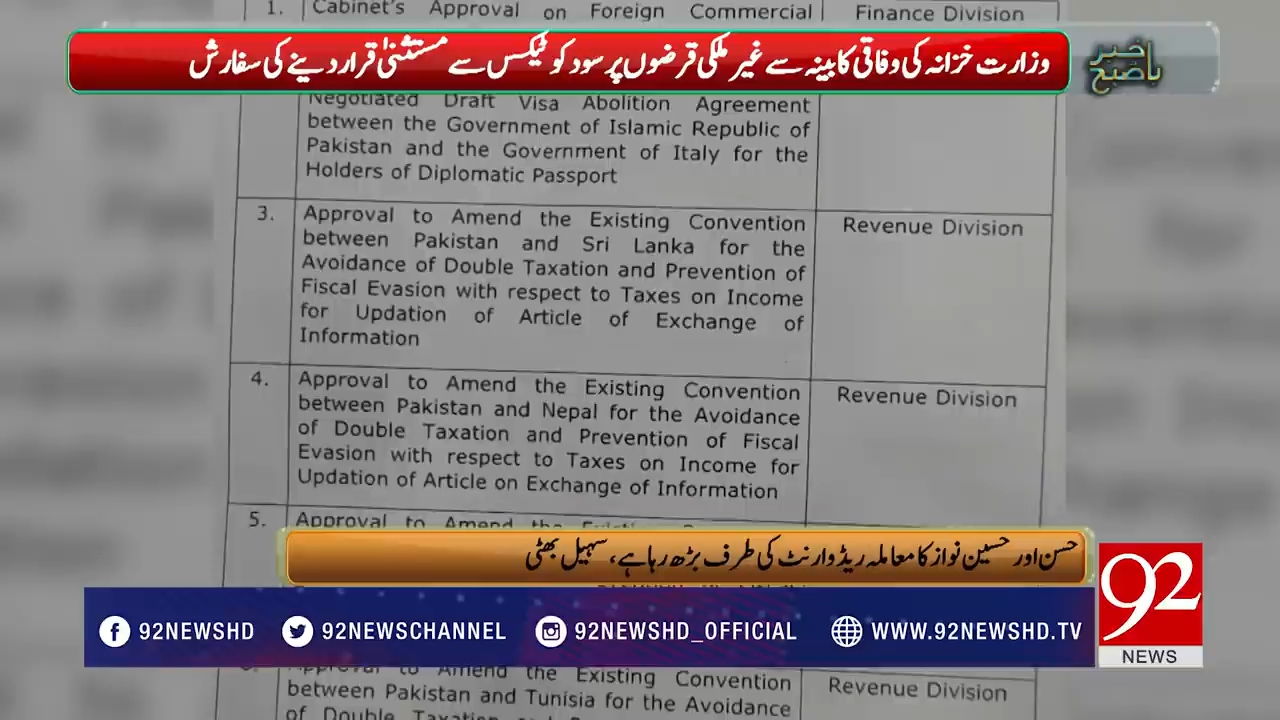 1. Cabinet's Approval on Foreign Commercial Finance Division
وزارت خزانہ کی وفاقی کابینہ سے غیر ملکی قرضوں پر سود کو ٹیکس سے مستثنیٰ قرار دینے کی سفارش
خبر
باصبح
Negotiated Draft Visa Abolition Agreement
between the Government of Islamic Republic of
Pakistan and the Government of Italy for the
Holders of Diplomatic Passport
3. Approval to Amend the Existing Convention Revenue Division
between Pakistan and Sri Lanka for the
Avoidance of Double Taxation and Prevention of
Fiscal Evasion with respect to Taxes on Income
for Updation of Article of Exchange of
Information
4. Approval to Amend the Existing Convention Revenue Division
between Pakistan and Nepal for the Avoidance
of Double Taxation and Prevention of Fiscal
Evasion with respect to Taxes on Income for
Updation of Article on Exchange of Information
5. Approval to Amend the
حسن اور حسین نواز کا معاملہ ریڈ وارنٹ کی طرف بڑھ رہا ہے، سہیل بھٹی
92NEWSHD 92NEWSCHANNEL 92NEWSHD_OFFICIAL WWW.92NEWSHD.TV
92
NEWS
Approval to Amend the Existing Convention
between Pakistan and Tunisia for the Avoidance Revenue Division
of Double